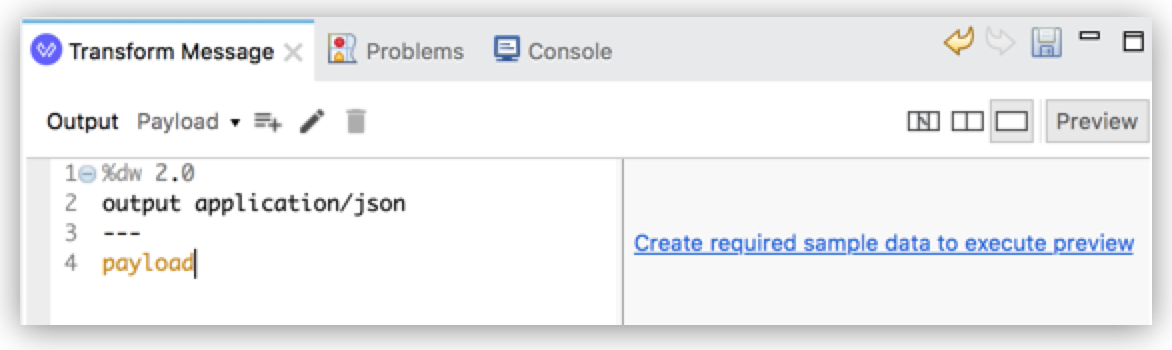 Transform Message Problems Console
Output Payload Preview
1 %dw 2.0
2 output application/json
3 ---
4 payload
Create required sample data to execute preview